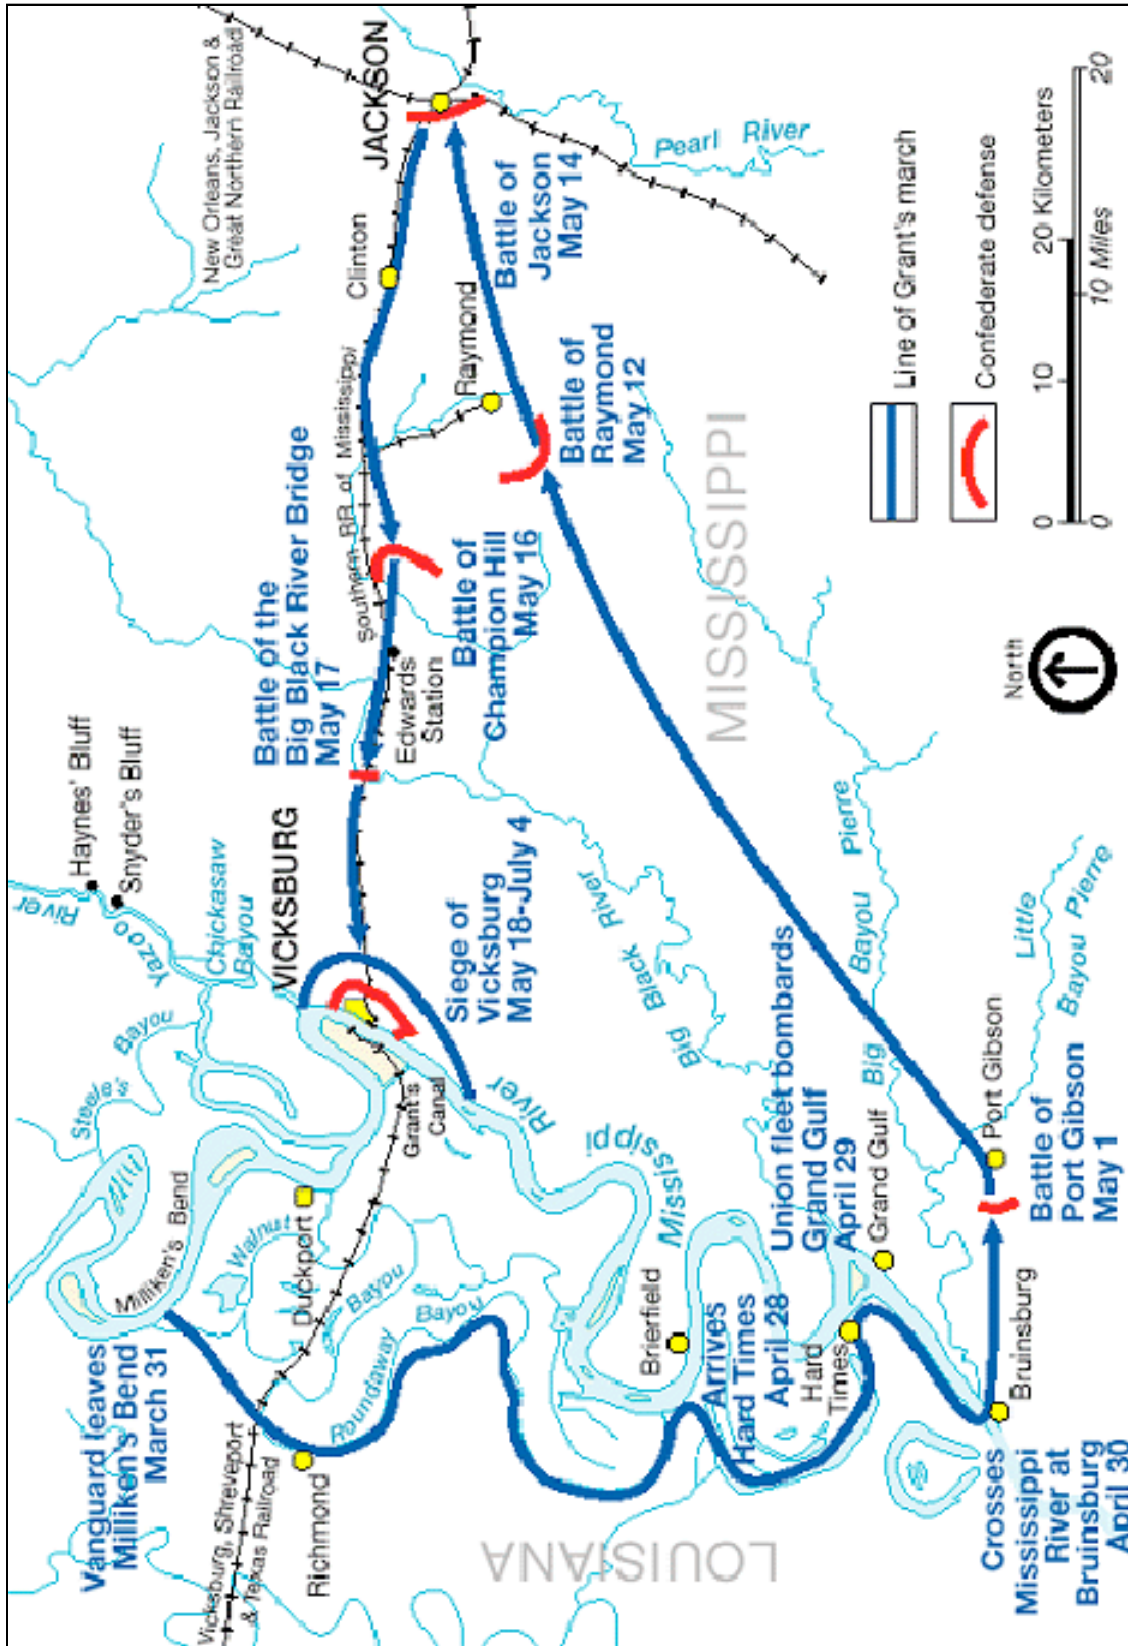 Vanguard leaves
Milliken's Bend
March 31
Vicksburg, Shreveport
& Texas Railroad
Richmond
Milliken's Bend
Duckport
Walnut
Bayou
Roundaway
Bayou
Steele's
Bayou
Yazoo
River
Haynes' Bluff
Snyder's Bluff
Chickasaw
Bayou
VICKSBURG
Grant's
Canal
Siege of
Vicksburg
May 18-July 4
Battle of the
Big Black River Bridge
May 17
Edwards
Station
Southern RR of Mississippi
Battle of
Champion Hill
May 16
Clinton
Raymond
New Orleans, Jackson &
Great Northern Railroad
JACKSON
Battle of
Jackson
May 14
Pearl River
Battle of
Raymond
May 12
Mississippi
River
Big Black River
Brierfield
Arrives
Hard Times
April 28
Hard
Times
Union fleet bombards
Grand Gulf
April 29
Grand Gulf
Big Bayou Pierre
Little
Bayou Pierre
Port Gibson
Battle of
Port Gibson
May 1
Bruinsburg
Crosses
Mississippi
River at
Bruinsburg
April 30
LOUISIANA
MISSISSIPPI
North
Line of Grant's march
Confederate defense
0 10 20 Kilometers
0 10 Miles 20